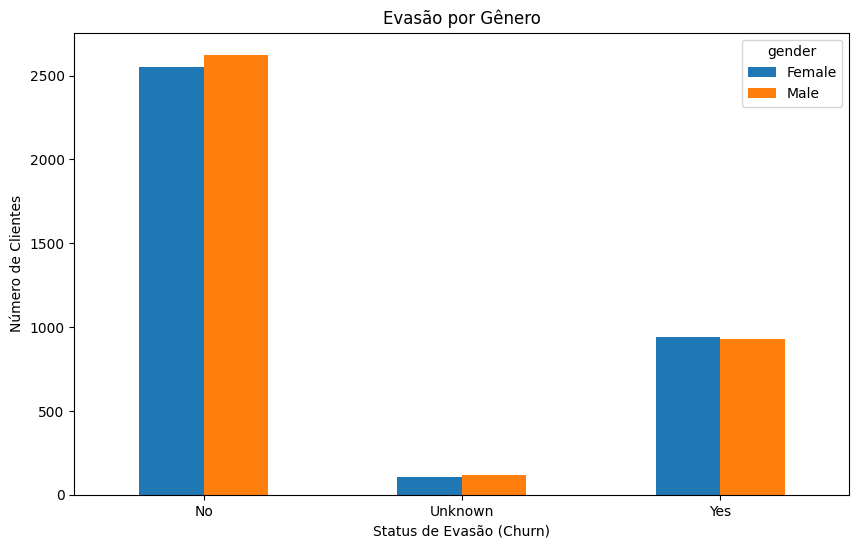 Evasão por Gênero
gender
Female
Male
Número de Clientes
2500
2000
1500
1000
500
0
No
Unknown
Yes
Status de Evasão (Churn)